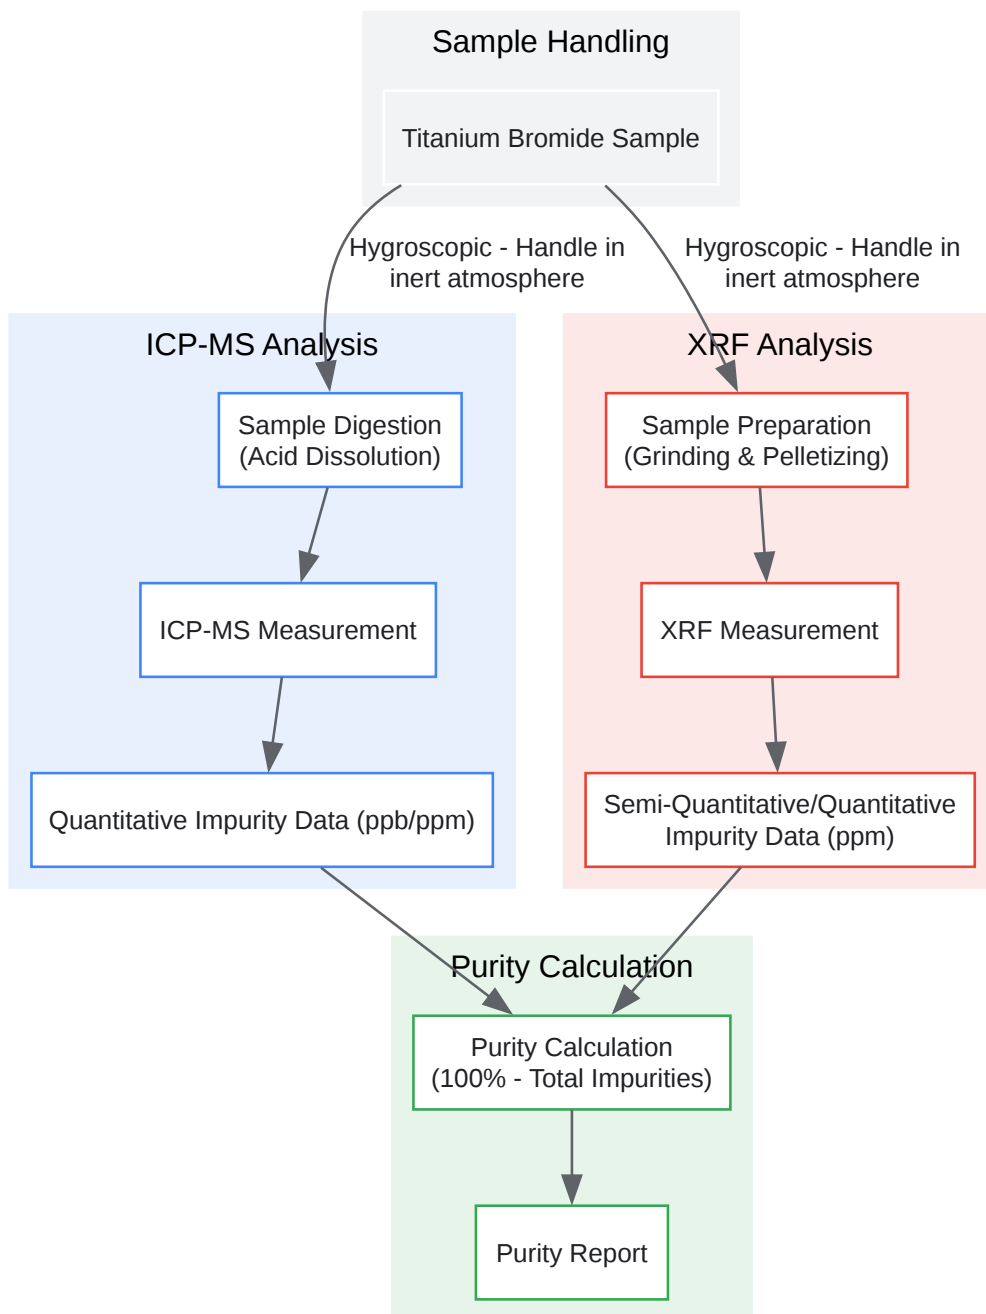 Sample Handling
Titanium Bromide Sample
Hygroscopic - Handle in
inert atmosphere
Hygroscopic - Handle in
inert atmosphere
ICP-MS Analysis
Sample Digestion
(Acid Dissolution)
ICP-MS Measurement
Quantitative Impurity Data (ppb/ppm)
XRF Analysis
Sample Preparation
(Grinding & Pelletizing)
XRF Measurement
Semi-Quantitative/Quantitative
Impurity Data (ppm)
Purity Calculation
Purity Calculation
(100% - Total Impurities)
Purity Report